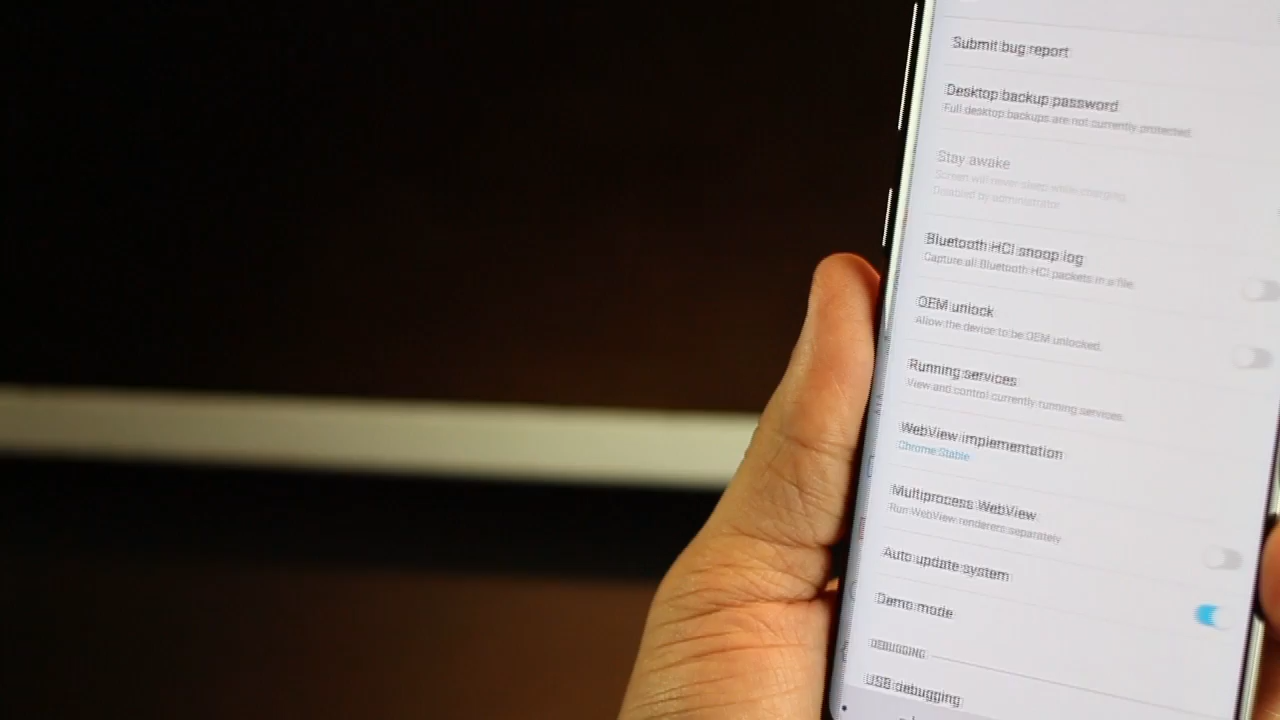 Submit bug report
Desktop backup password
Full desktop backups are not currently protected.
Stay awake
Screen will never sleep while charging.
Disabled by administrator
Bluetooth HCI snoop log
Capture all Bluetooth HCI packets in a file.
OEM unlock
Allow the device to be OEM unlocked.
Running services
View and control currently running services.
WebView implementation
Chrome Stable
Multiprocess WebView
Run WebView renderers separately
Auto update system
Demo mode
DEBUGGING
USB debugging